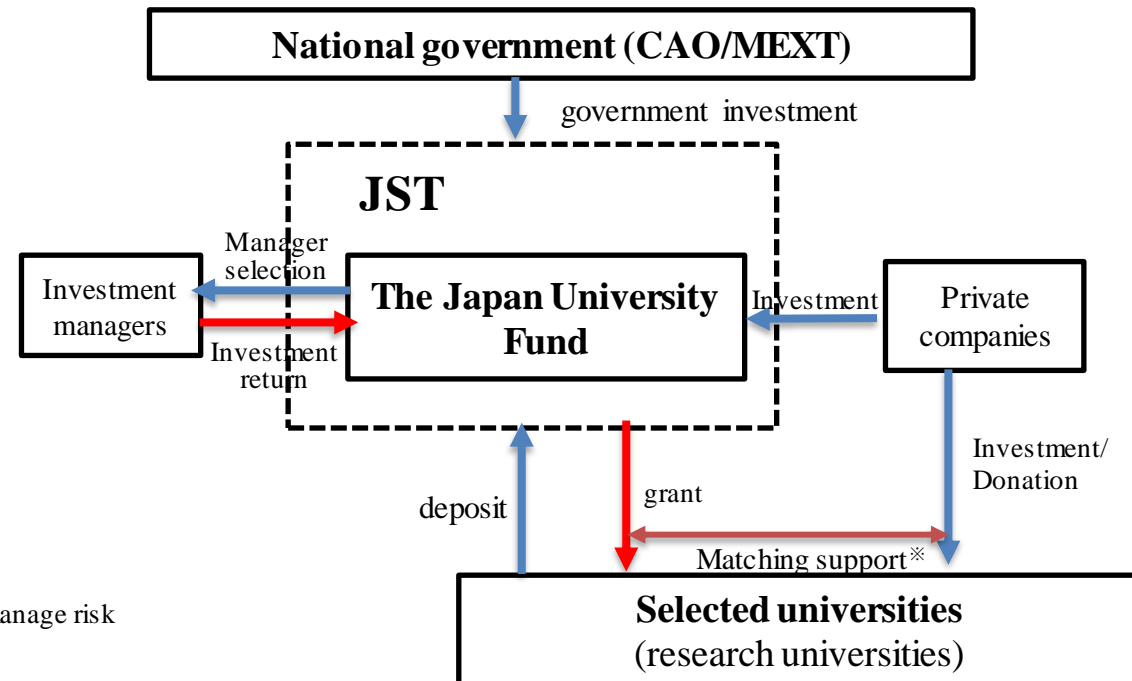 National government (CAO/MEXT)
government investment
JST
Manager
selection
Investment
managers
The Japan University
Fund
Investment
Private
companies
Investment
return
Investment/
Donation
deposit
grant
Matching support※
anage risk
Selected universities
(research universities)